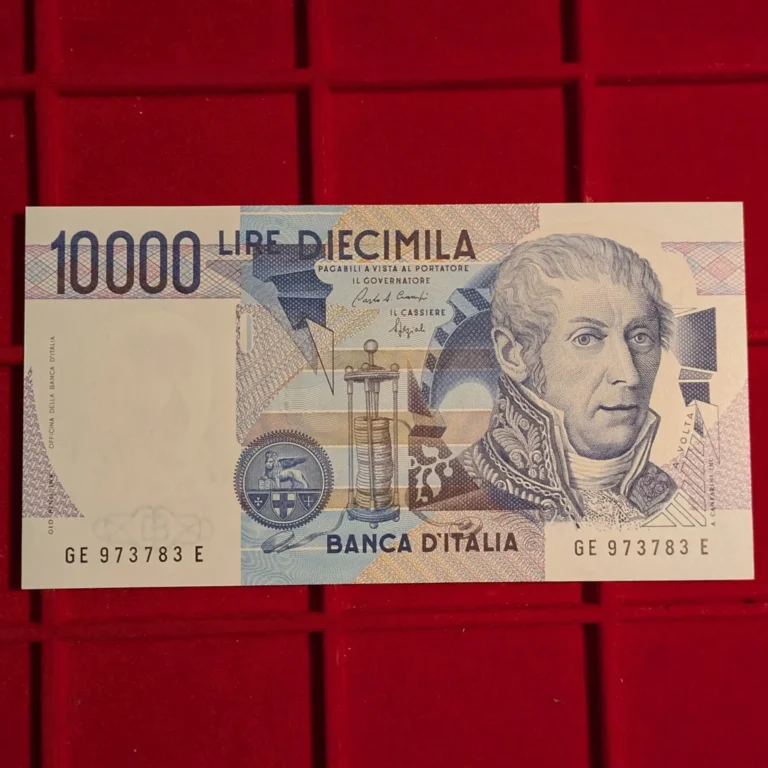 10000 LIRE DIECIMILA
PAGABILI A VISTA AL PORTATORE
IL GOVERNATORE
IL CASSIERE
OFFICINA DELLA BANCA D'ITALIA
A. VOLTA
BANCA D'ITALIA
GE 973783 E
GE 973783 E